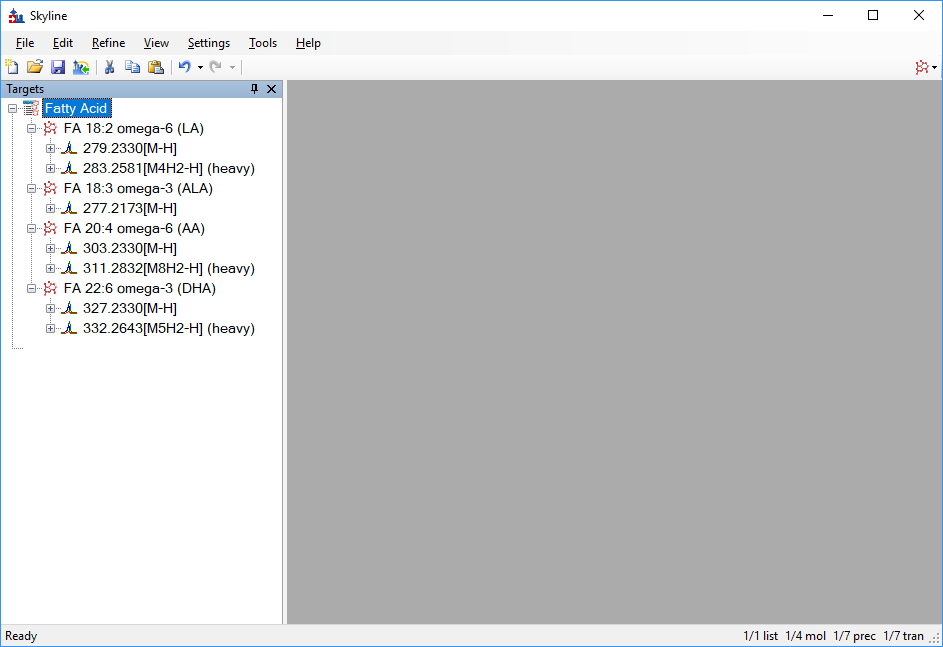 Skyline
File Edit Refine View Settings Tools Help
Targets
Fatty Acid
FA 18:2 omega-6 (LA)
279.2330[M-H]
283.2581[M4H2-H] (heavy)
FA 18:3 omega-3 (ALA)
277.2173[M-H]
FA 20:4 omega-6 (AA)
303.2330[M-H]
311.2832[M8H2-H] (heavy)
FA 22:6 omega-3 (DHA)
327.2330[M-H]
332.2643[M5H2-H] (heavy)
Ready 1/1 list 1/4 mol 1/7 prec 1/7 tran